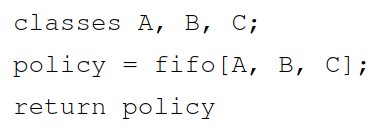 classes A, B, C;
policy = fifo[A, B, C];
return policy